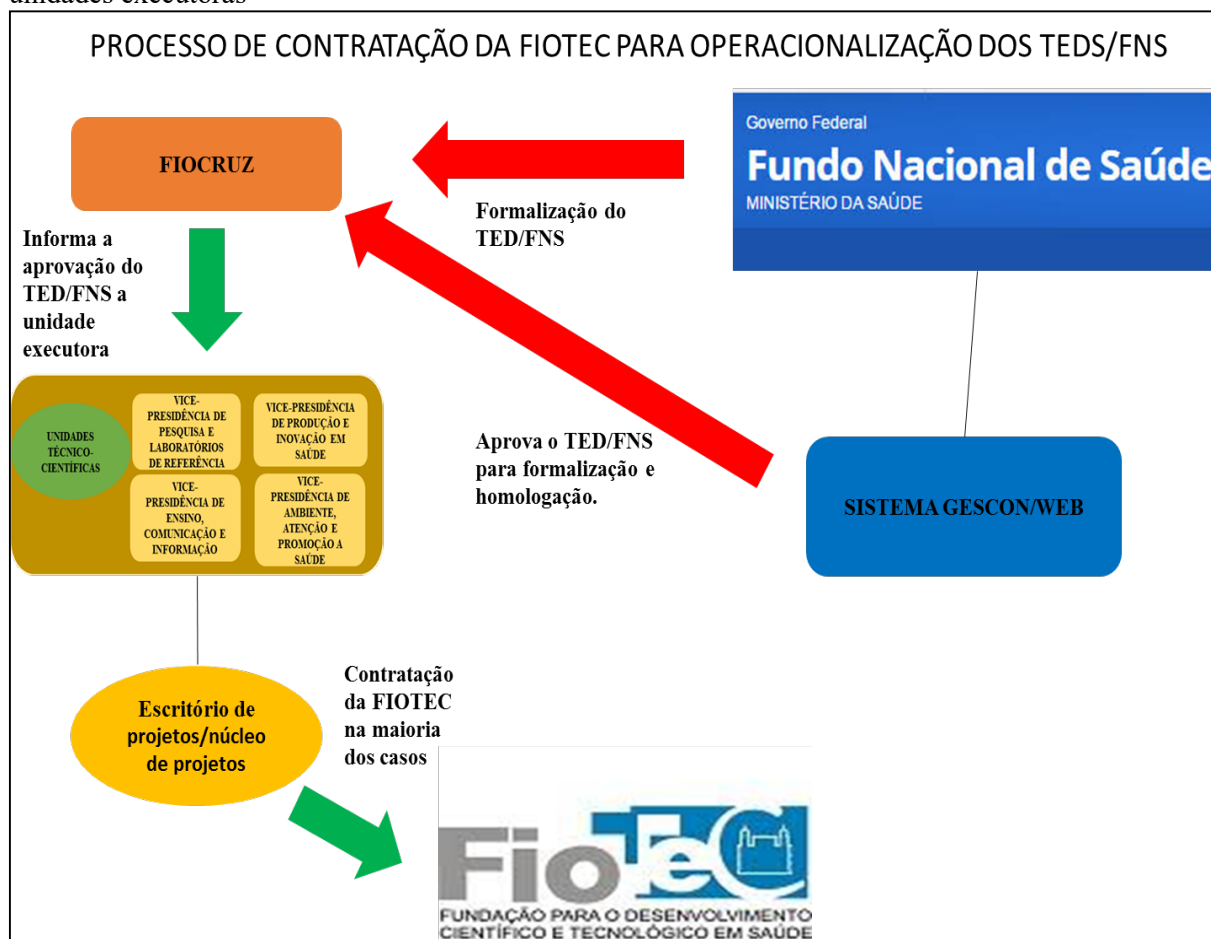 unidades executoras
PROCESSO DE CONTRATAÇÃO DA FIOTEC PARA OPERACIONALIZAÇÃO DOS TEDS/FNS
FIOCRUZ
Governo Federal
Fundo Nacional de Saúde
MINISTÉRIO DA SAÚDE
Formalização do
TED/FNS
Informa a
aprovação do
TED/FNS a
unidade
executora
UNIDADES
TÉCNICO-
CIENTÍFICAS
VICE-
PRESIDÊNCIA DE
PESQUISA E
LABORATÓRIOS
DE REFERÊNCIA
VICE-PRESIDÊNCIA
DE PRODUÇÃO E
INOVAÇÃO EM
SAÚDE
VICE-
PRESIDÊNCIA DE
ENSINO,
COMUNICAÇÃO E
INFORMAÇÃO
VICE-
PRESIDÊNCIA DE
AMBIENTE,
ATENÇÃO E
PROMOÇÃO A
SAÚDE
Aprova o TED/FNS
para formalização e
homologação.
SISTEMA GESCON/WEB
Escritório de
projetos/núcleo
de projetos
Contratação
da FIOTEC
na maioria
dos casos
FioTeC
FUNDAÇÃO PARA O DESENVOLVIMENTO
CIENTÍFICO E TECNOLÓGICO EM SAÚDE